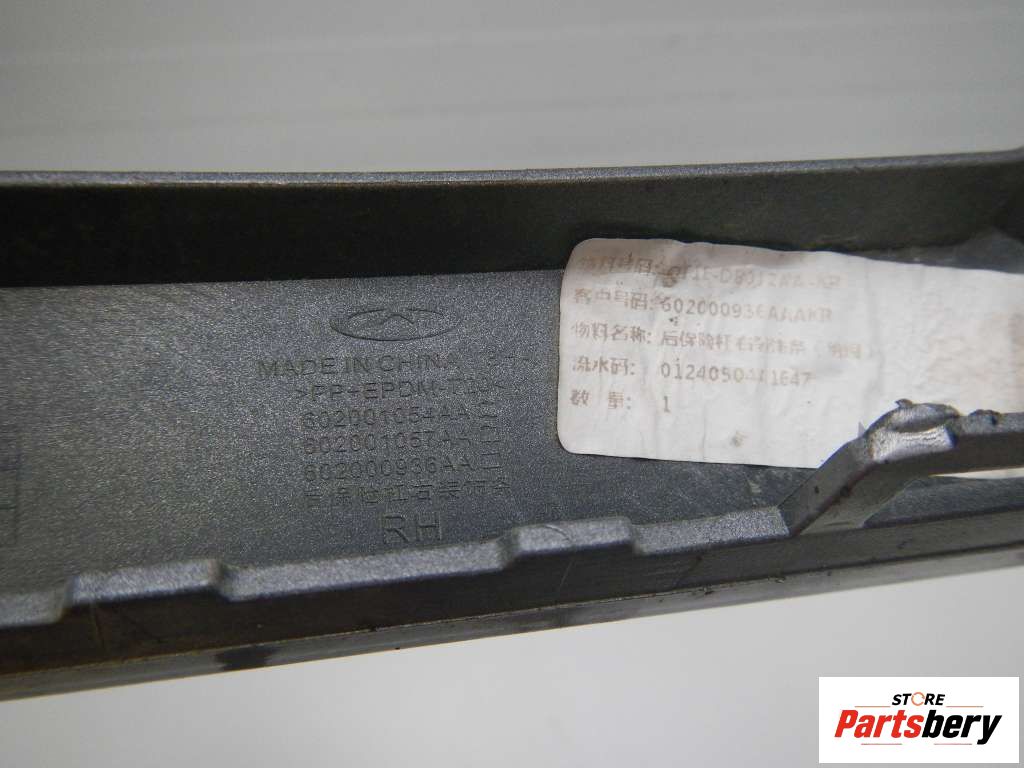 MADE IN CHINA
>PP+EPDM-T20<
602001054AA
602001057AA
602000936AA
后保险杠右装饰条
RH
客户号码: 602000936AAAKR
物料名称: 后保险杠右装饰条
流水码:
数 量: 1
STORE
Partsbery